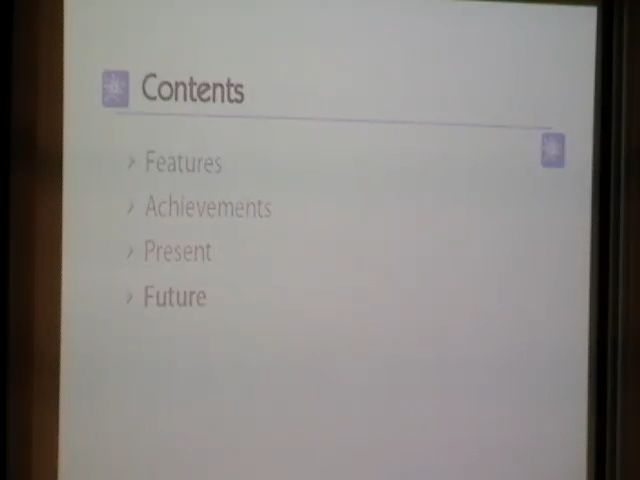 Contents
› Features
› Achievements
› Present
› Future